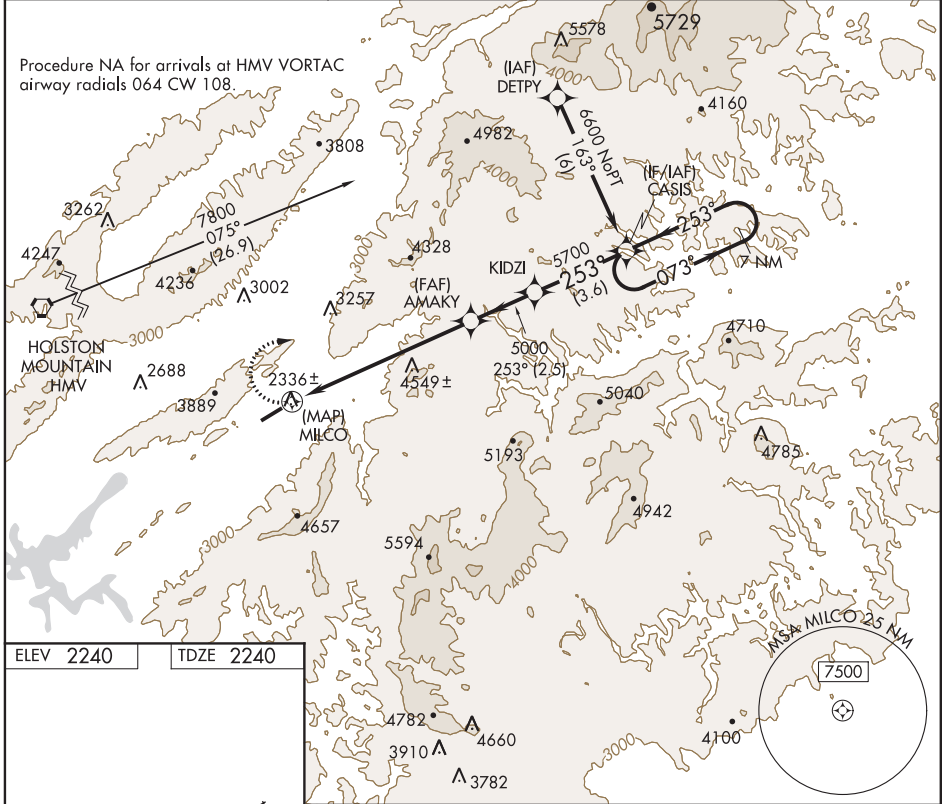 5729
5578
(IAF)
DETPY
4000
Procedure NA for arrivals at HMV VORTAC
airway radials 064 CW 108.
4160
6600 NoPT
163°
(6)
3808
4982
4000
(IF/IAF)
CASIS
3262
7800
075°
(26.9)
3000
253°
073°
7 NM
4247
4236
4328
KIDZI
5700
253°
(3.6)
(FAF)
AMAKY
3002
3257
3000
HOLSTON
MOUNTAIN
HMV
4710
5000
253° (2.5)
2688
2336±
4549±
3889
(MAP)
MILCO
5040
5193
4785
4657
3000
4942
5594
4000
MSA MILCO 25 NM
7500
ELEV 2240
TDZE 2240
4782
4660
4100
3910
3782
3000